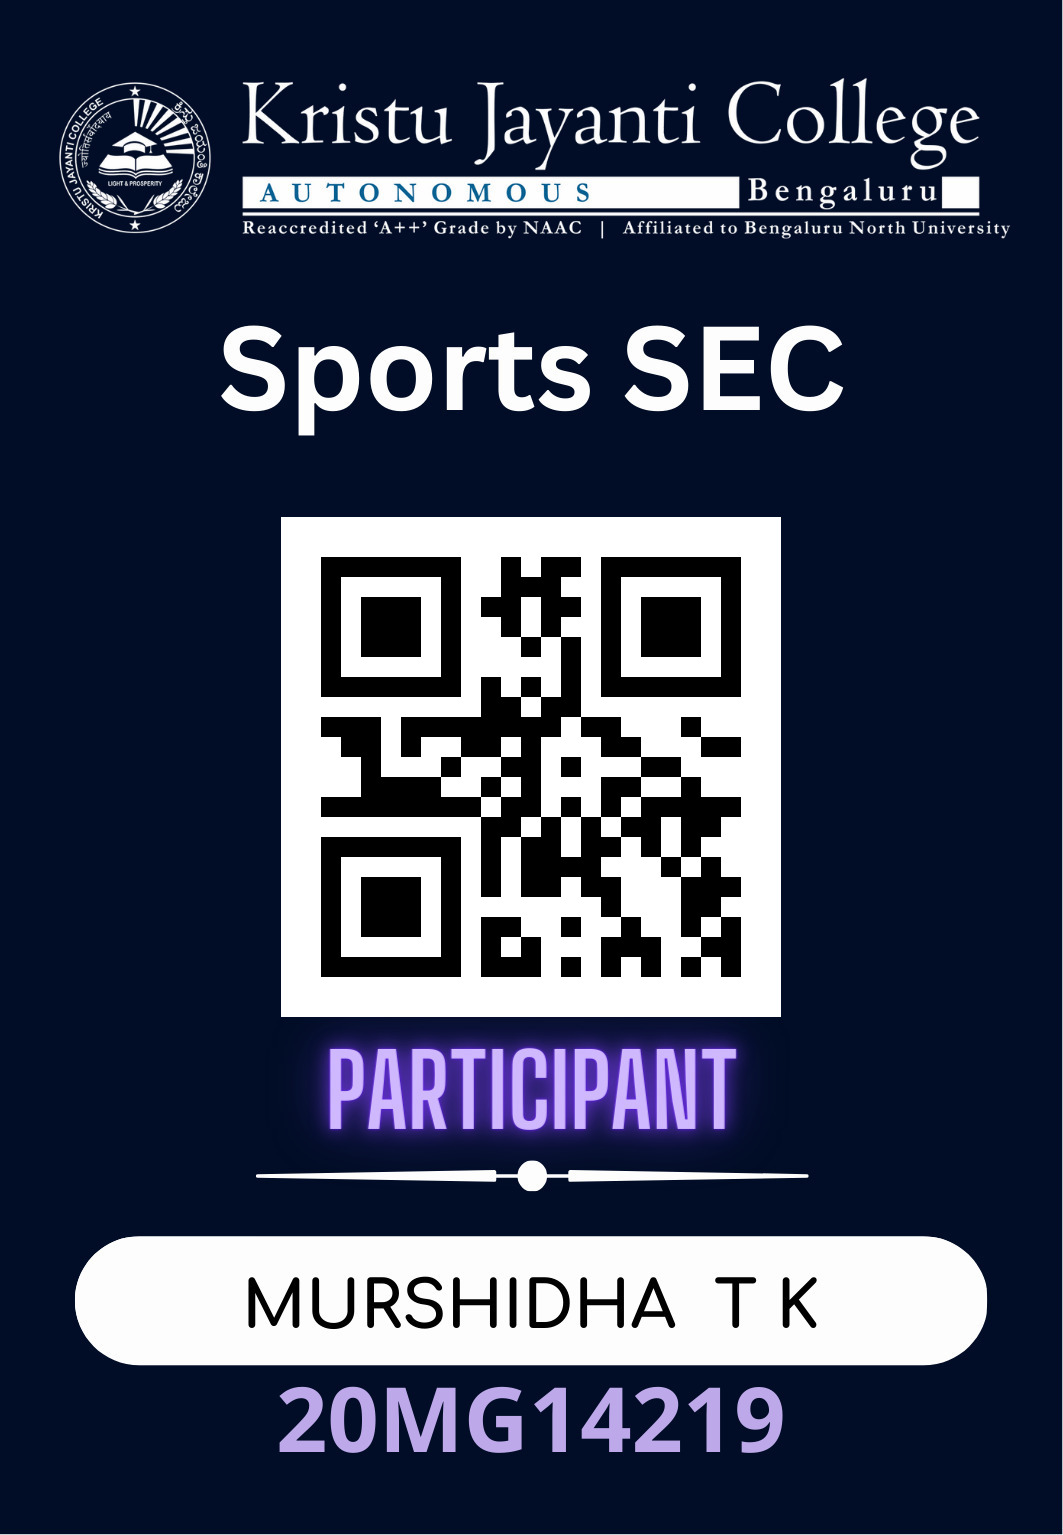 KRISTU JAYANTI COLLEGE
LIGHT & PROSPERITY
Kristu Jayanti College
AUTONOMOUS Bengaluru
Reaccredited ‘A++’ Grade by NAAC | Affiliated to Bengaluru North University
Sports SEC
PARTICIPANT
MURSHIDHA T K
20MG14219